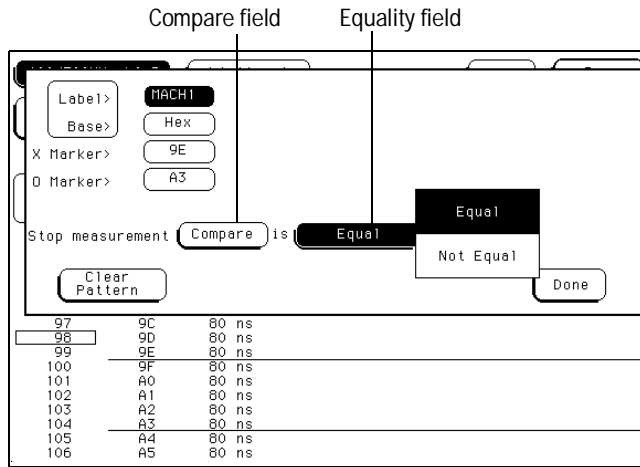 Compare field Equality field
Label> MACH1
Base> Hex
X Marker> 9E
O Marker> A3
Equal
Stop measurement Compare is Equal
Not Equal
Clear
Pattern
Done
97 9C 80 ns
98 9D 80 ns
99 9E 80 ns
100 9F 80 ns
101 A0 80 ns
102 A1 80 ns
103 A2 80 ns
104 A3 80 ns
105 A4 80 ns
106 A5 80 ns